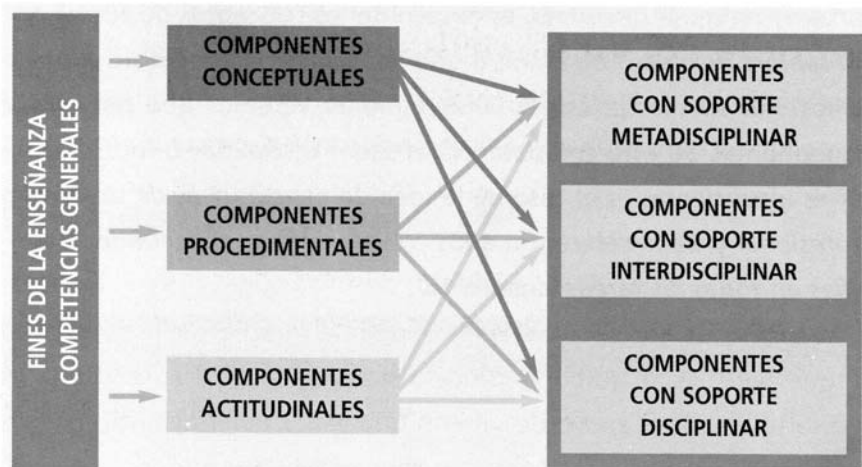 FINES DE LA ENSEÑANZA
COMPETENCIAS GENERALES
COMPONENTES
CONCEPTUALES
COMPONENTES
PROCEDIMENTALES
COMPONENTES
ACTITUDINALES
COMPONENTES
CON SOPORTE
METADISCIPLINAR
COMPONENTES
CON SOPORTE
INTERDISCIPLINAR
COMPONENTES
CON SOPORTE
DISCIPLINAR